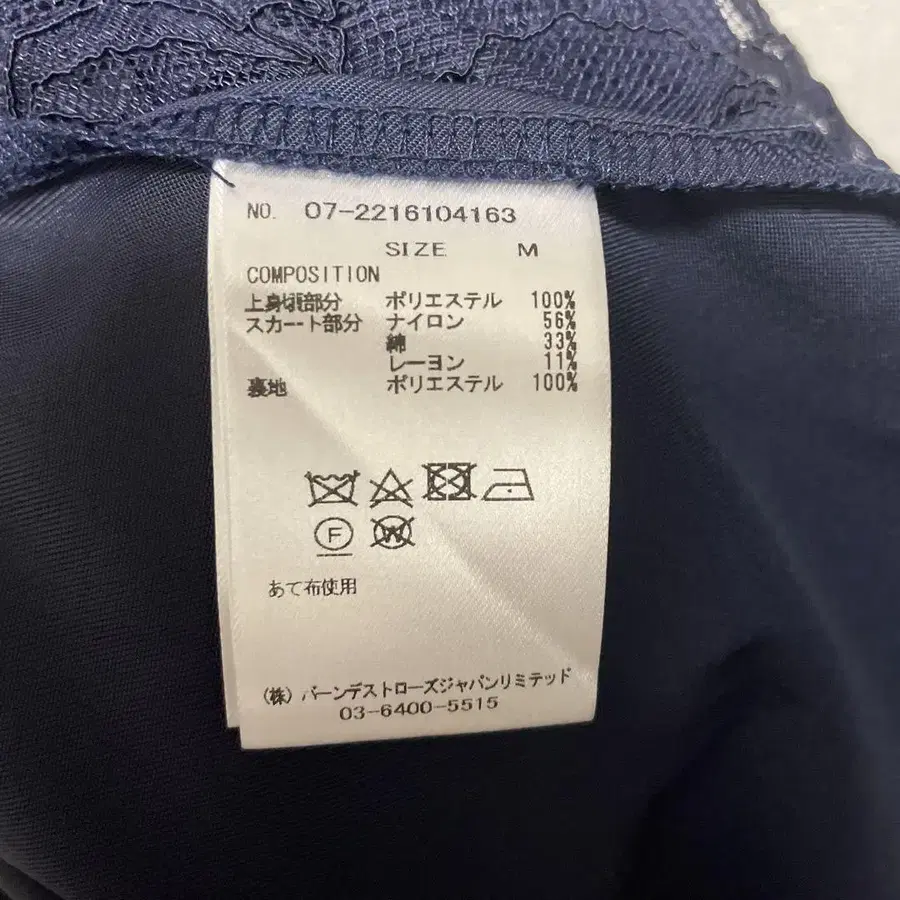 NO. 07-2216104163
SIZE M
COMPOSITION
上身頃部分 ポリエステル 100%
スカート部分 ナイロン 56%
綿 33%
レーヨン 11%
裏地 ポリエステル 100%
F W
あて布使用
(株) バーンデストローズジャパンリミテッド
03-6400-5515